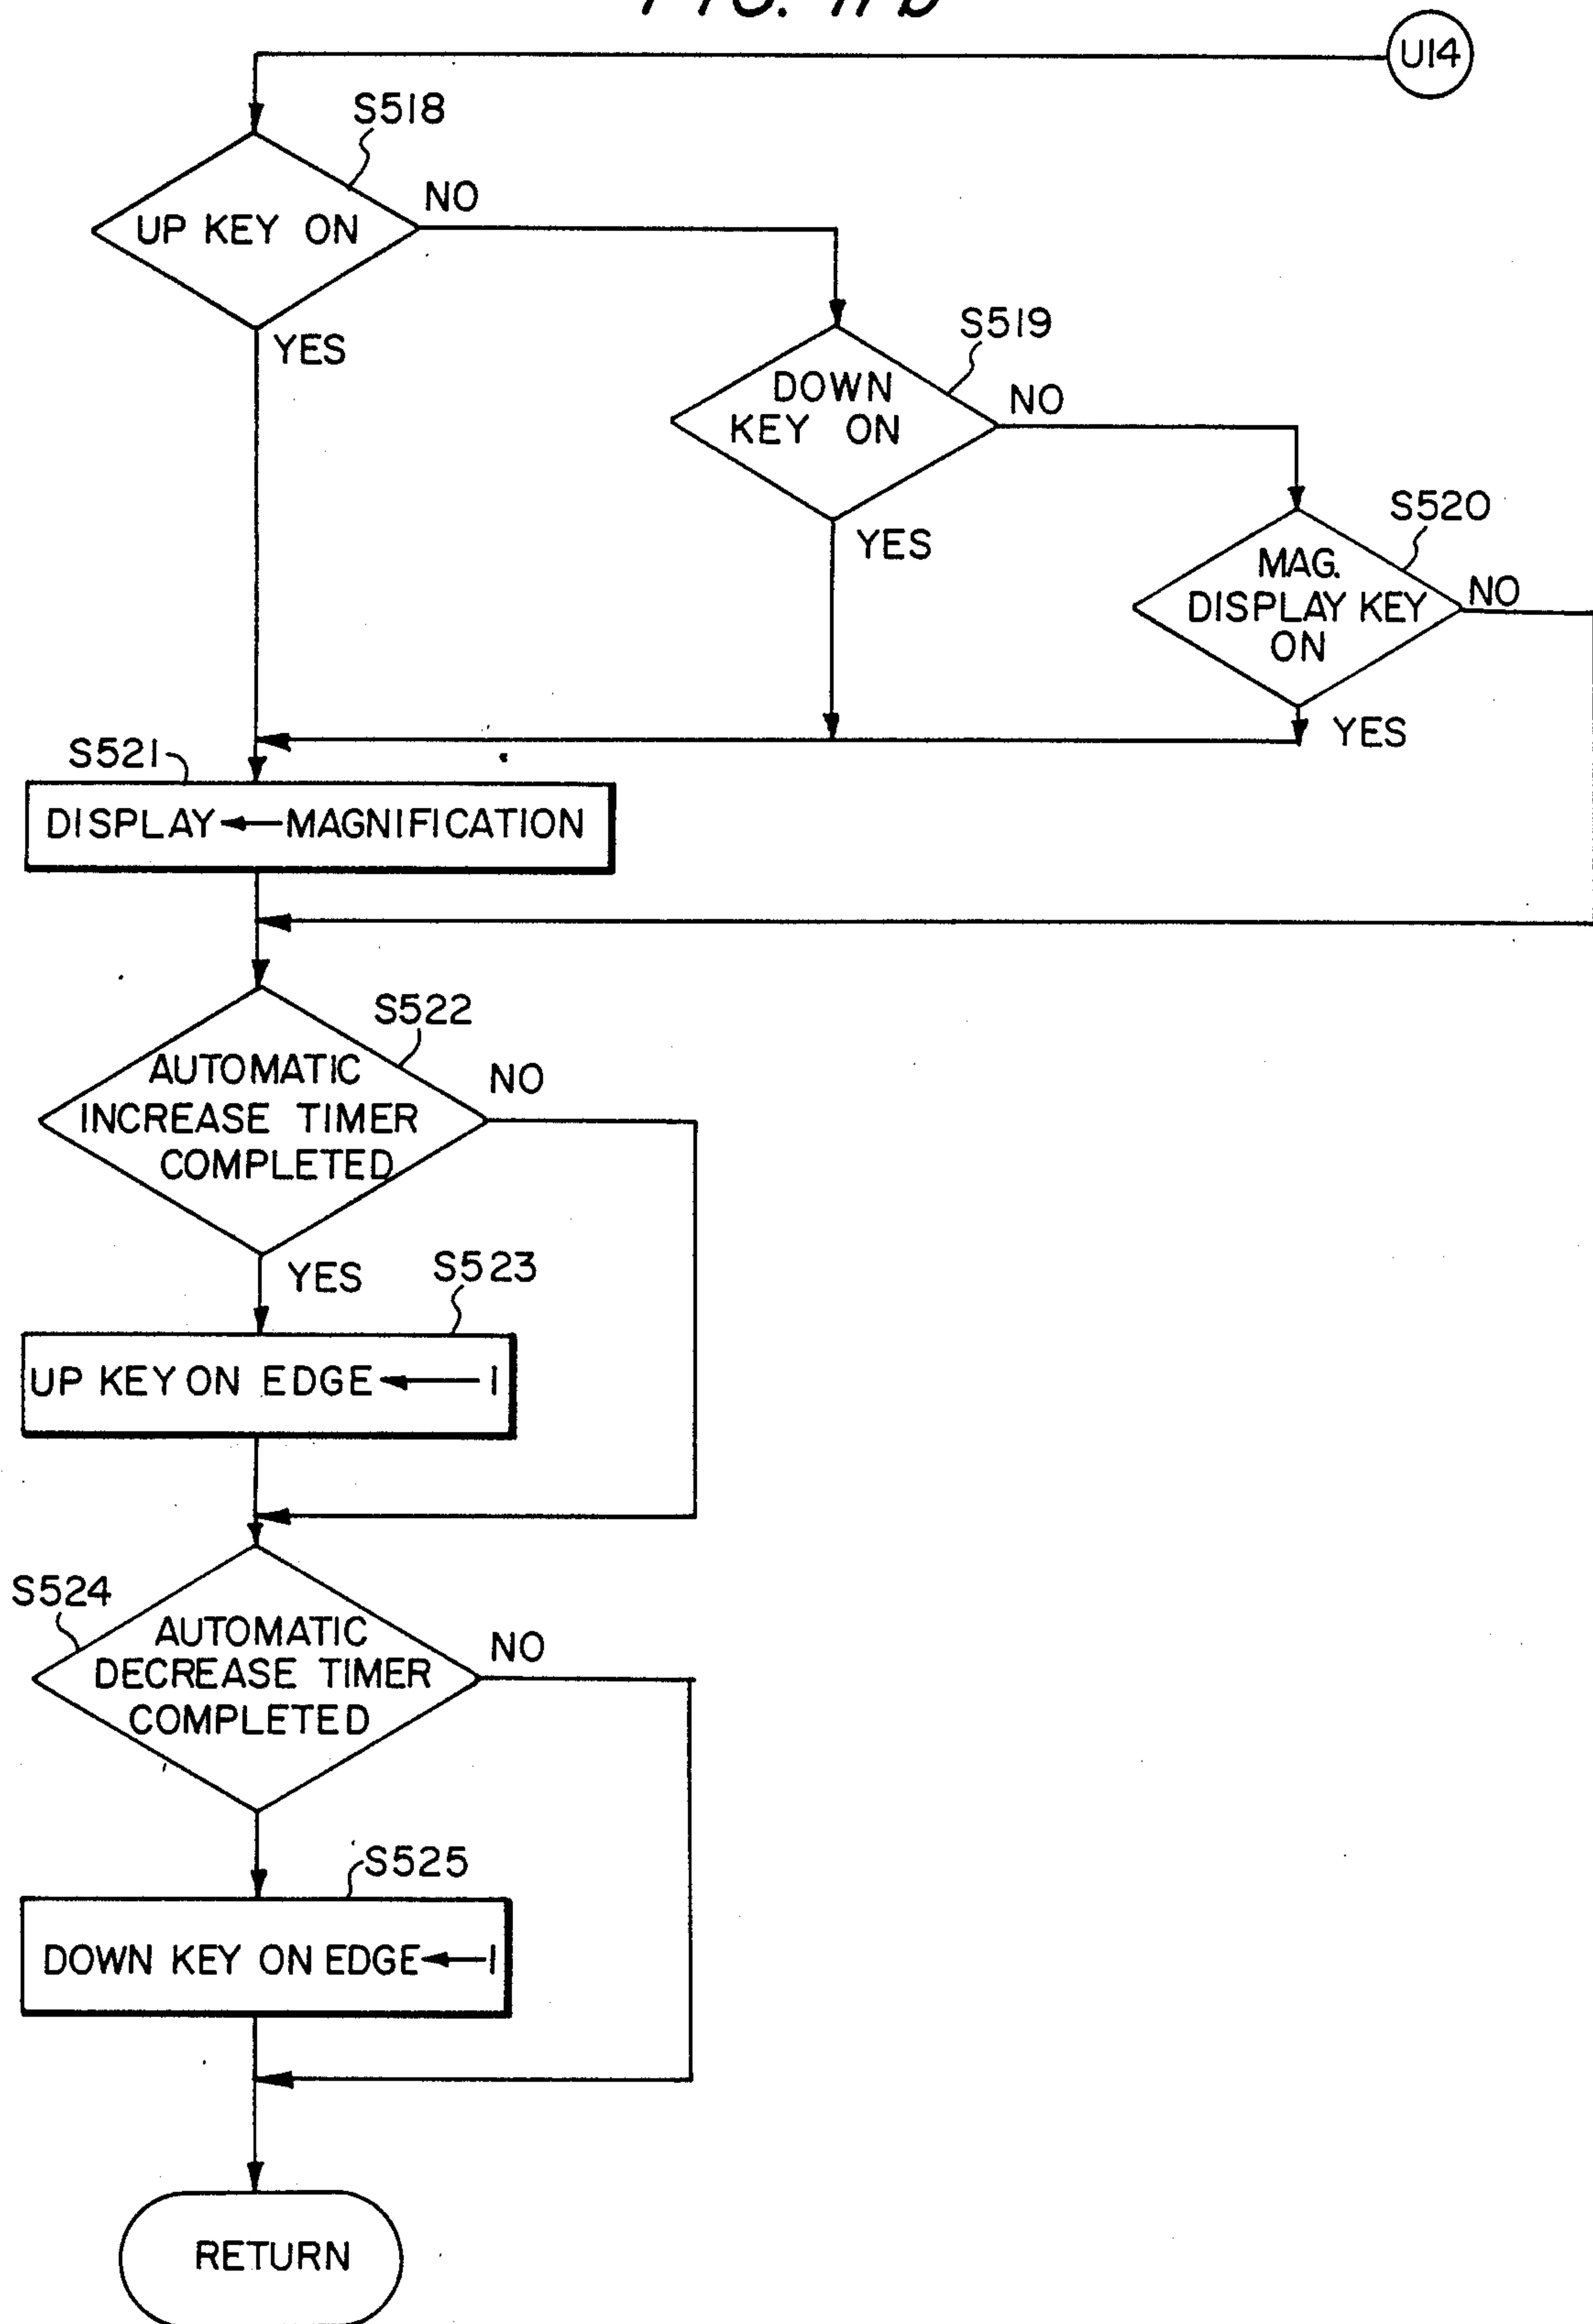 U14
S518
UP KEY ON
NO
YES
S519
DOWN
KEY ON
NO
YES
S520
MAG.
DISPLAY KEY
ON
NO
YES
S521
DISPLAY ← MAGNIFICATION
S522
AUTOMATIC
INCREASE TIMER
COMPLETED
NO
YES
S523
UP KEY ON EDGE ← 1
S524
AUTOMATIC
DECREASE TIMER
COMPLETED
NO
S525
DOWN KEY ON EDGE ← 1
RETURN